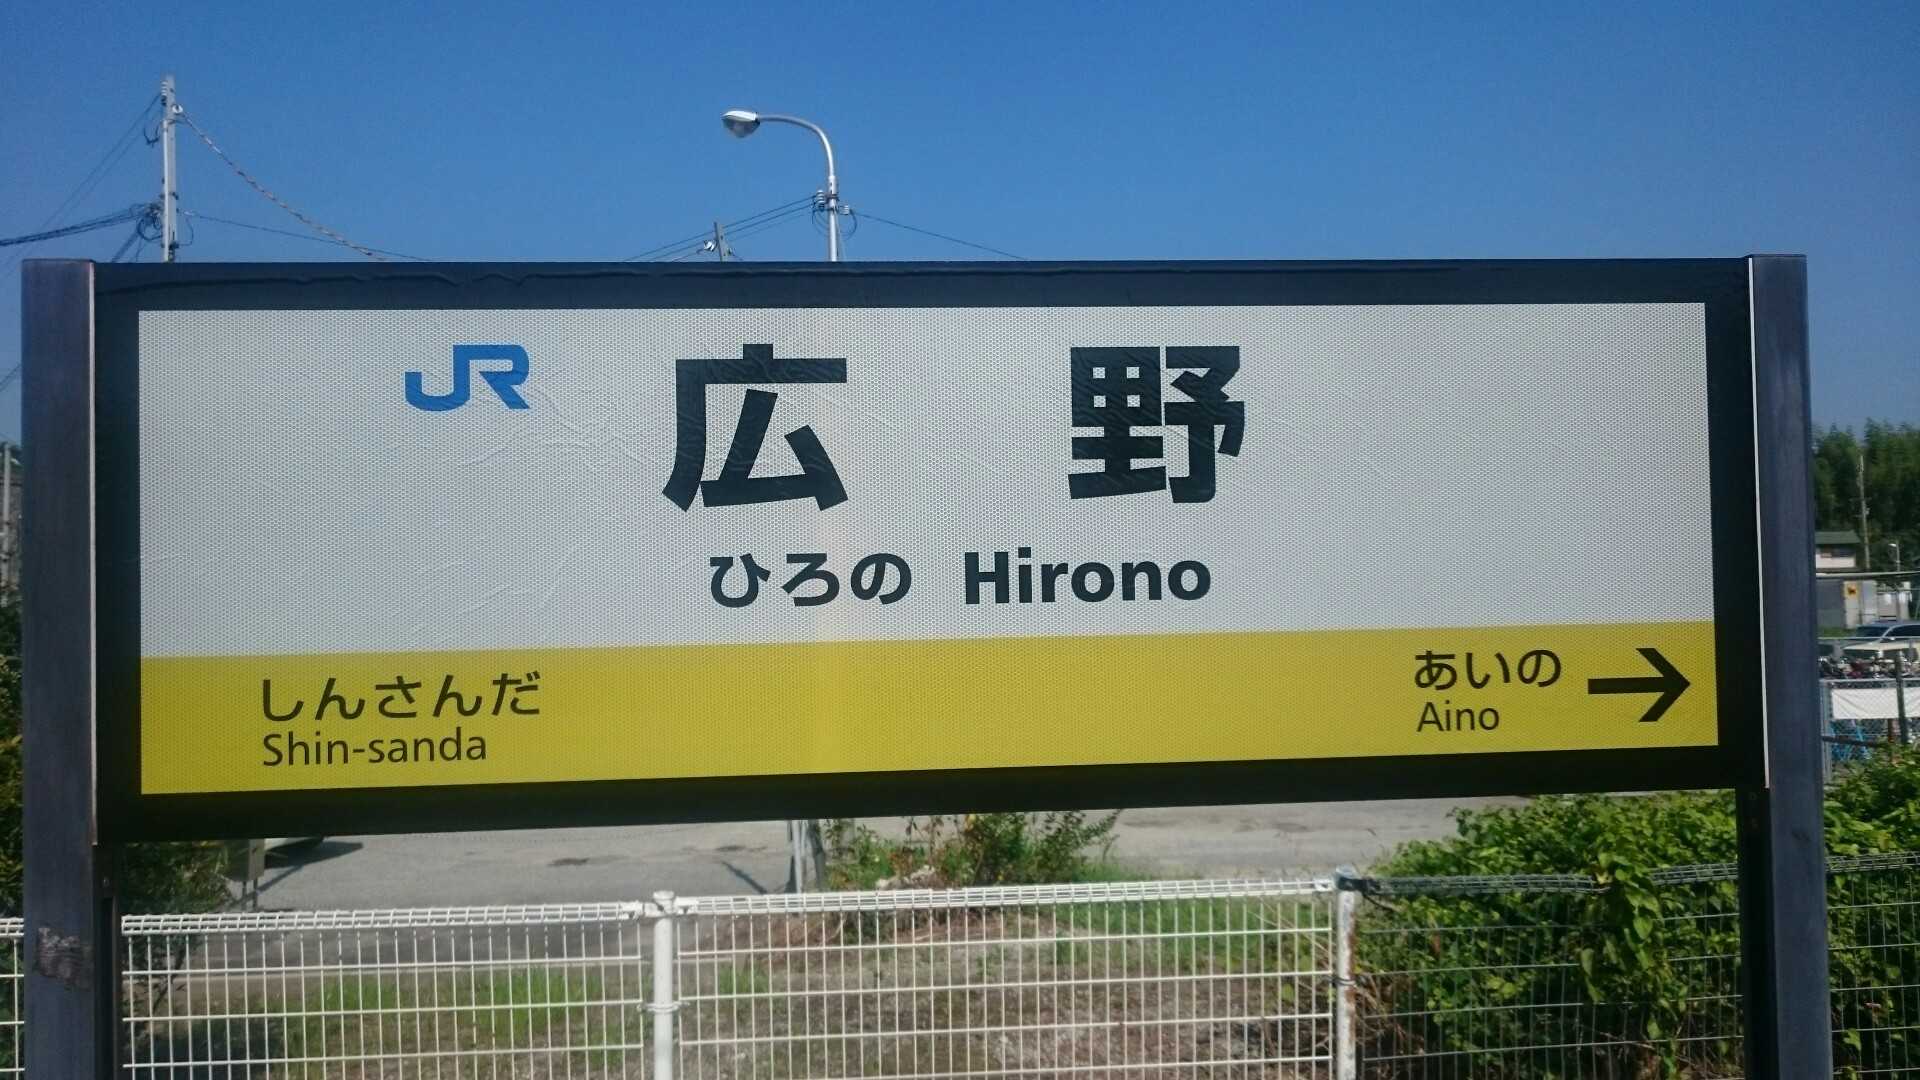 JR 広野
ひろの Hirono
しんさんだ
Shin-sanda
あいの →
Aino